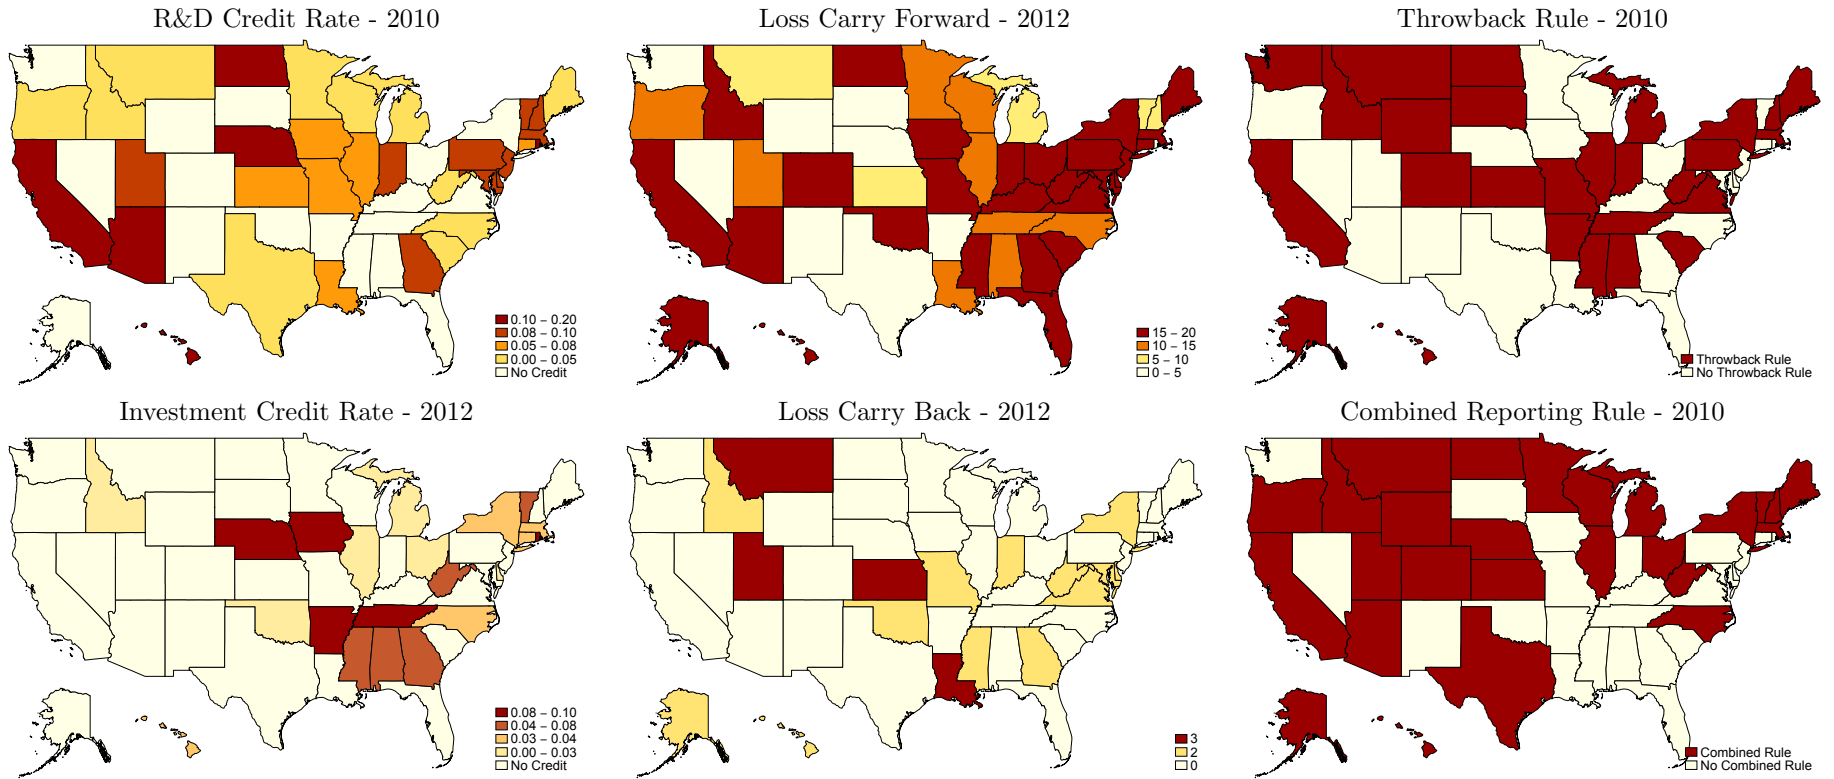 R&D Credit Rate - 2010
0.10 – 0.20
0.08 – 0.10
0.05 – 0.08
0.00 – 0.05
No Credit
Loss Carry Forward - 2012
15 – 20
10 – 15
5 – 10
0 – 5
Throwback Rule - 2010
Throwback Rule
No Throwback Rule
Investment Credit Rate - 2012
0.08 – 0.10
0.04 – 0.08
0.03 – 0.04
0.00 – 0.03
No Credit
Loss Carry Back - 2012
3
2
0
Combined Reporting Rule - 2010
Combined Rule
No Combined Rule